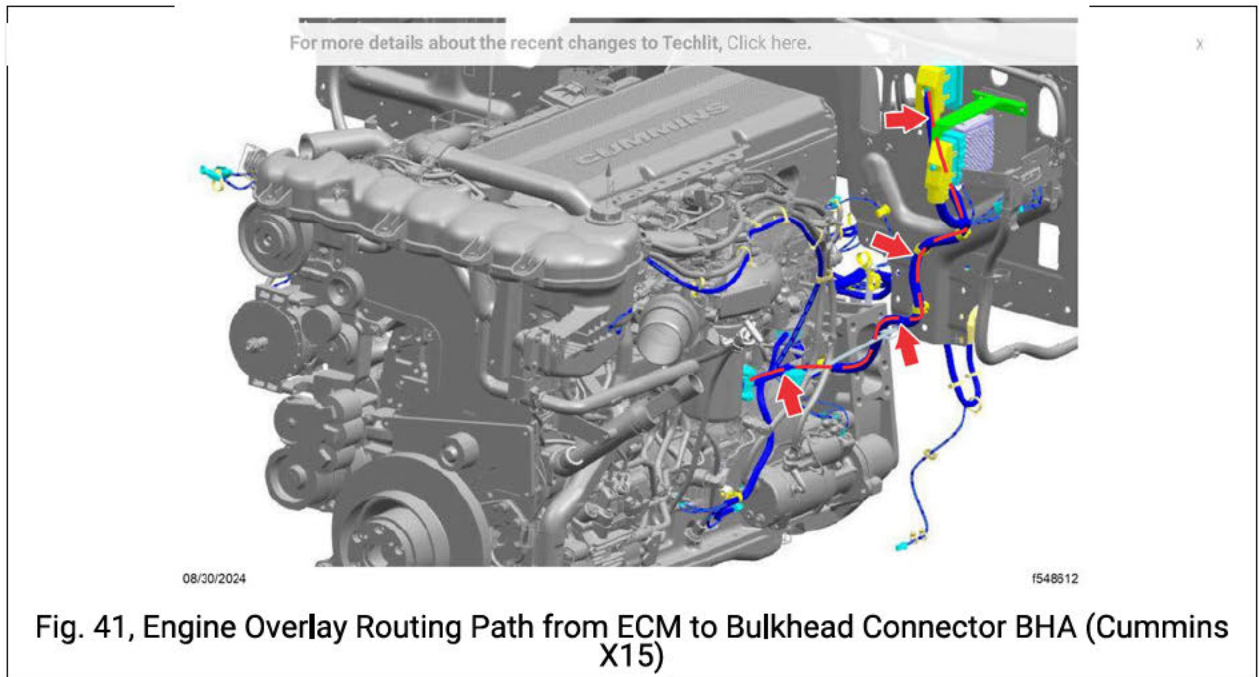 For more details about the recent changes to Techlit, Click here.
X
CUMMINS
08/30/2024
f548612
Fig. 41, Engine Overlay Routing Path from ECM to Bulkhead Connector BHA (Cummins
X15)